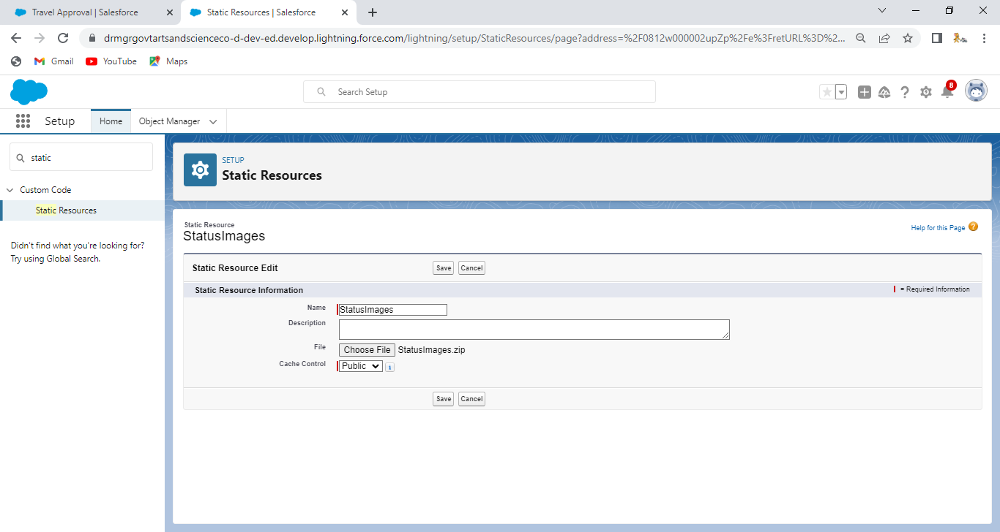 Travel Approval | Salesforce
Static Resources | Salesforce
drmgrgovtartsandscienceco-d-dev-ed.develop.lightning.force.com/lightning/setup/StaticResources/page?address=%2F0812w000002upZp%2Fe%3FretURL%3D%2...
Gmail
YouTube
Maps
Search Setup
8
Setup
Home
Object Manager
static
Custom Code
Static Resources
Didn't find what you're looking for?
Try using Global Search.
SETUP
Static Resources
Static Resource
StatusImages
Help for this Page ?
Static Resource Edit
Save
Cancel
Static Resource Information
= Required Information
Name
StatusImages
Description
File
Choose File StatusImages.zip
Cache Control
Public
i
Save
Cancel